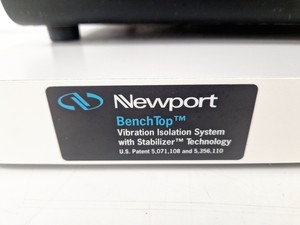 Newport
BenchTop™
Vibration Isolation System
with Stabilizer™ Technology
U.S. Patent 5,071,108 and 5,356,110